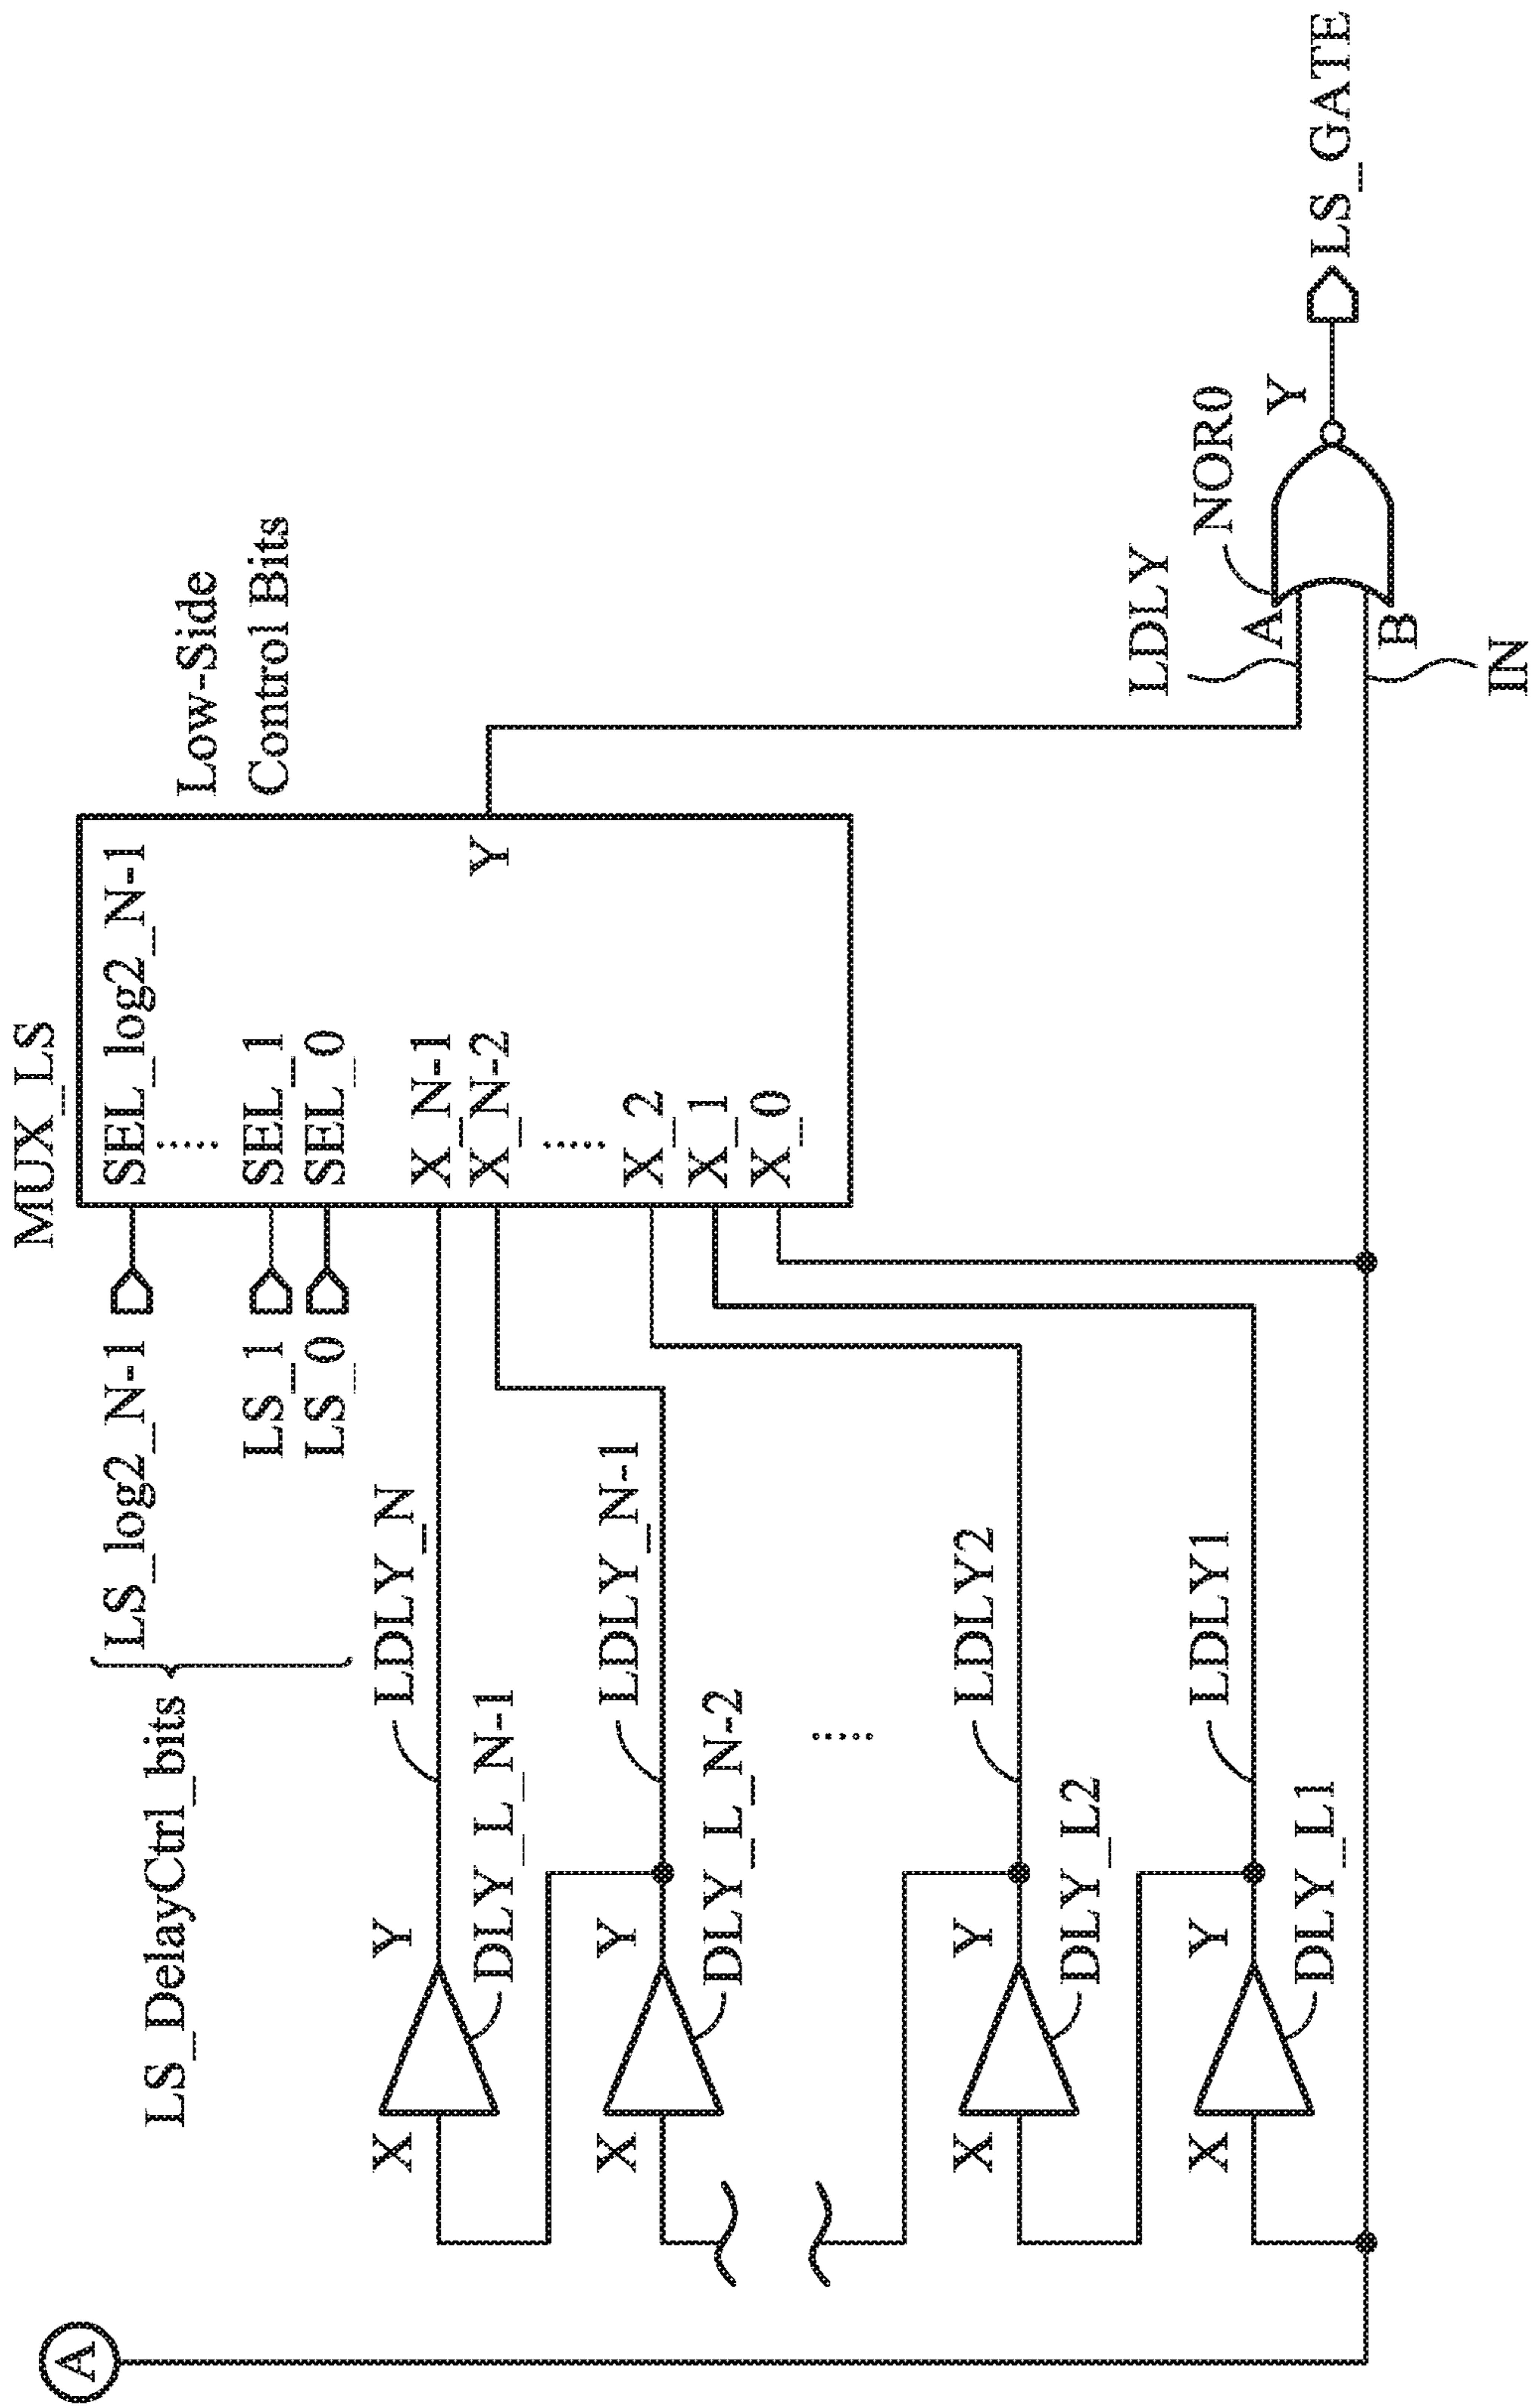 A
MUX_LS
LS_DelayCtrl_bits
LS_log2_N-1
SEL_log2_N-1
Low-Side
Control Bits
LS_1
SEL_1
LS_0
SEL_0
X
Y
LDLY_N
X_N-1
DLY_L_N-1
X_N-2
Y
X
Y
LDLY_N-1
X_2
DLY_L_N-2
X_1
X_0
X
Y
LDLY2
DLY_L2
LDLY
X
Y
LDLY1
NOR0
A
Y
DLY_L1
LS_GATE
B
IN